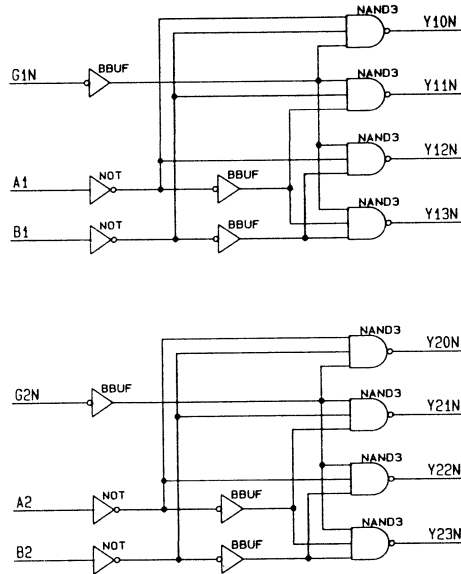 NAND3
Y10N
BBUF
G1N
NAND3
Y11N
NAND3
Y12N
A1
NOT
BBUF
NAND3
Y13N
B1
NOT
BBUF
NAND3
Y20N
BBUF
G2N
NAND3
Y21N
NAND3
Y22N
A2
NOT
BBUF
NAND3
Y23N
B2
NOT
BBUF